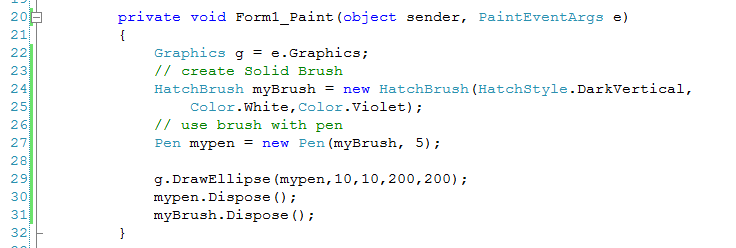 20 private void Form1_Paint(object sender, PaintEventArgs e)
21 {
22 Graphics g = e.Graphics;
23 // create Solid Brush
24 HatchBrush myBrush = new HatchBrush(HatchStyle.DarkVertical,
25 Color.White,Color.Violet);
26 // use brush with pen
27 Pen mypen = new Pen(myBrush, 5);
28
29 g.DrawEllipse(mypen,10,10,200,200);
30 mypen.Dispose();
31 myBrush.Dispose();
32 }